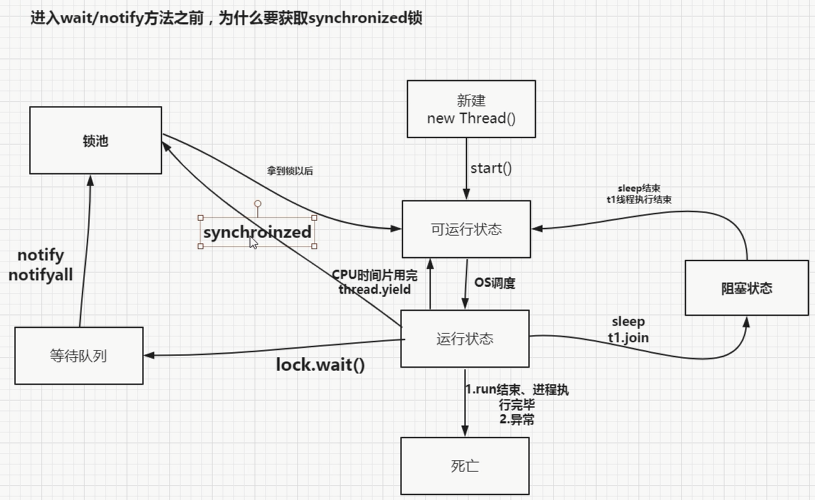 进入wait/notify方法之前，为什么要获取synchronized锁
新建
new Thread()
锁池
拿到锁以后
start()
sleep结束
t1线程执行结束
可运行状态
synchroinzed
notify
notifyall
CPU时间片用完
thread.yield
OS调度
阻塞状态
等待队列
运行状态
sleep
t1.join
lock.wait()
1.run结束、进程执
行完毕
2.异常
死亡